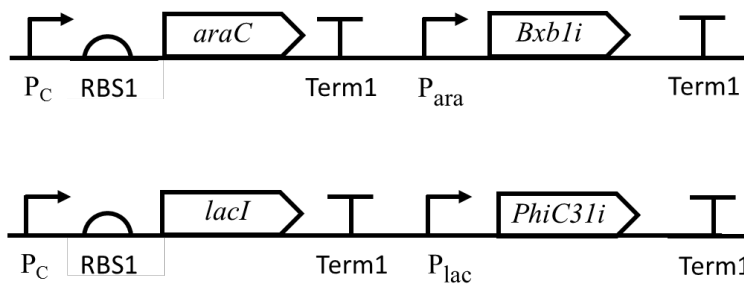 araC Bxb1i
P_C RBS1 Term1 P_ara Term1
lacI PhiC31i
P_C RBS1 Term1 P_lac Term1